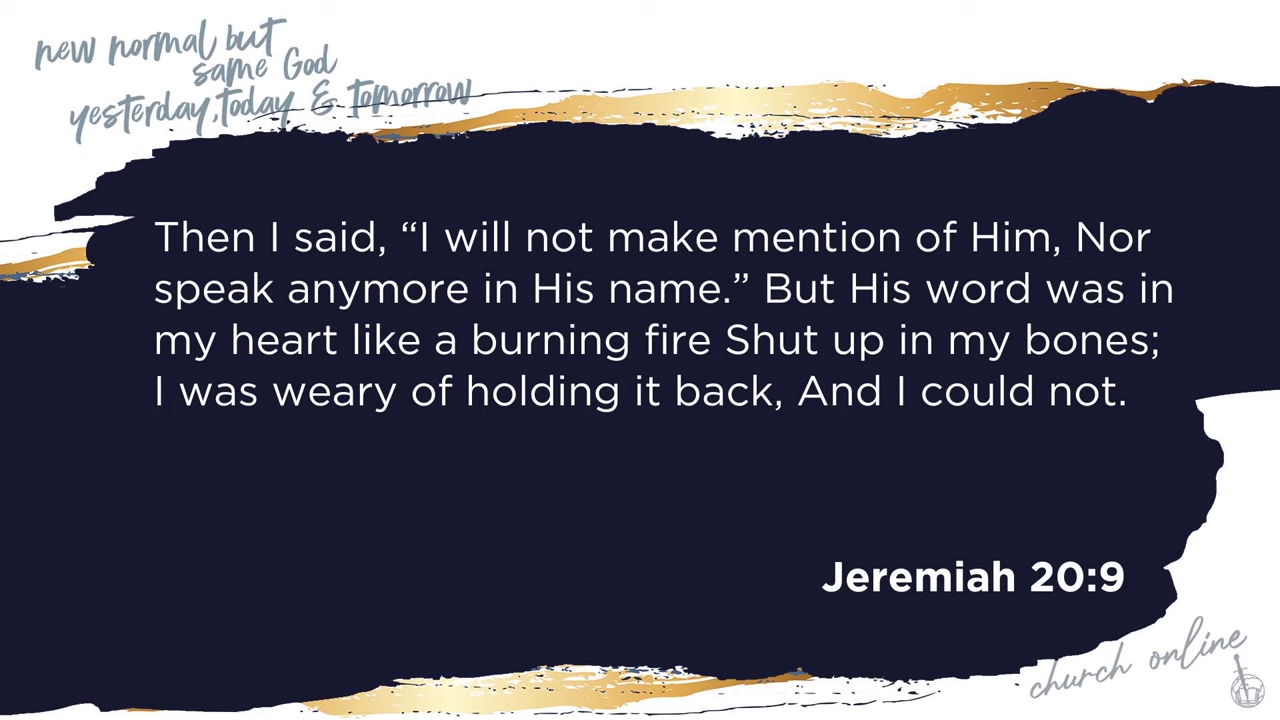 new normal but
same God
yesterday, today & tomorrow
Then I said, “I will not make mention of Him, Nor
speak anymore in His name.” But His word was in
my heart like a burning fire Shut up in my bones;
I was weary of holding it back, And I could not.
Jeremiah 20:9
church online